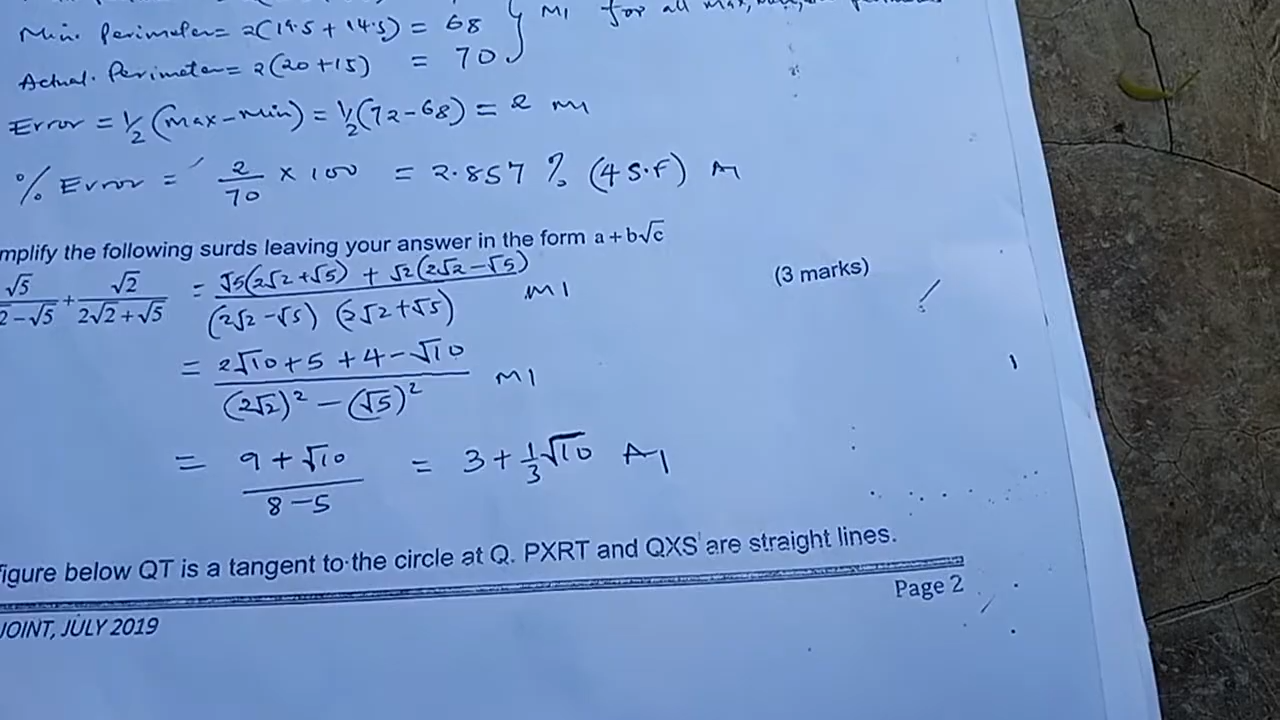 Min. Perimeter = 2(19.5 + 14.5) = 68
M1 for all max, min,
Actual. Perimeter = 2(20+15) = 70
Error = 1/2 (max - min) = 1/2 (72-68) = 2 M1
% Error = 2/70 × 100 = 2.857 % (4 S.F) A1
mplify the following surds leaving your answer in the form a + b√c
(3 marks)
√5/2-√5 + √2/2√2+√5 = √5(2√2+√5) + √2(2√2-√5)/(2√2-√5) (2√2+√5) M1
= 2√10+5 + 4-√10/(2√2)² - (√5)² M1
= 9+√10/8-5 = 3+1/3√10 A1
figure below QT is a tangent to the circle at Q. PXRT and QXS are straight lines.
Page 2
JOINT, JULY 2019